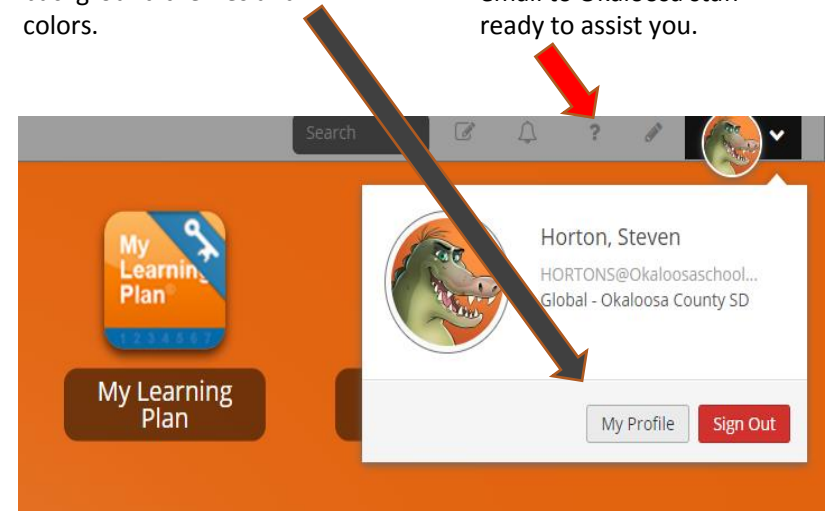 colors.
ready to assist you.
Search
?
My
Learning
Plan
1 2 3 4 5 6 7
My Learning
Plan
Horton, Steven
HORTONS@Okaloosaschool...
Global - Okaloosa County SD
My Profile
Sign Out